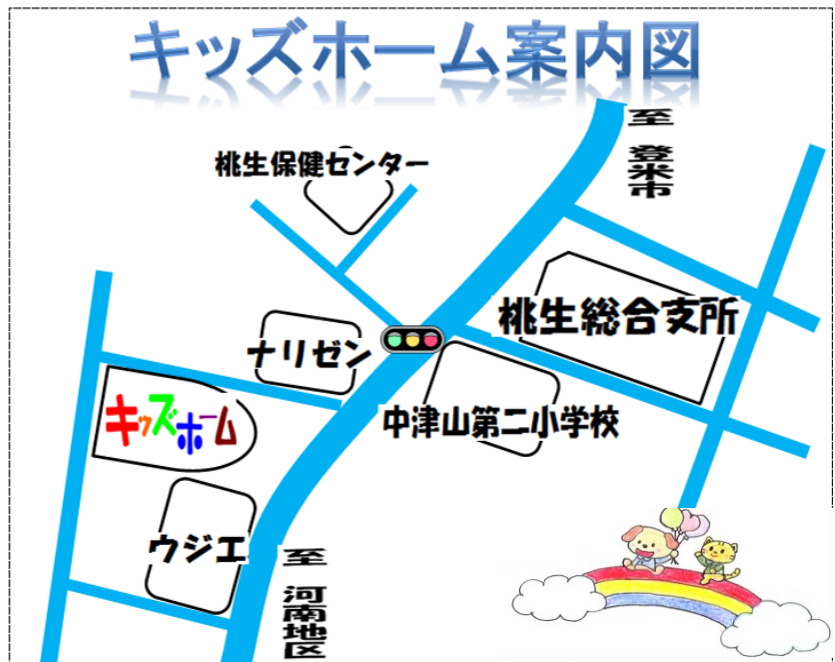 キッズホーム案内図
至 登米市
桃生保健センター
桃生総合支所
ナリゼン
キッズホーム
中津山第二小学校
ウジエ
至 河南地区